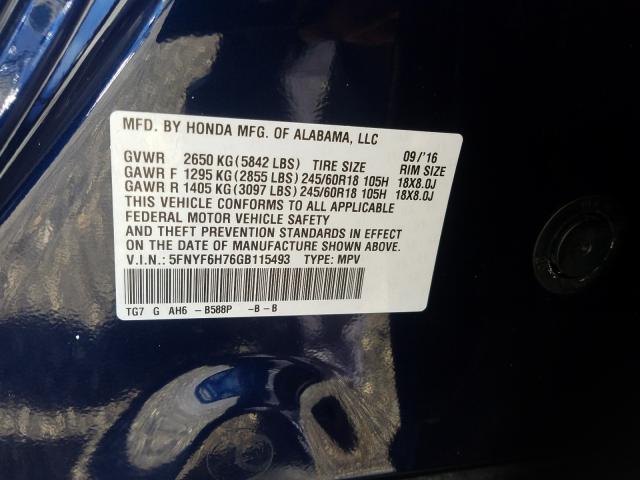 MFD. BY HONDA MFG. OF ALABAMA, LLC
GVWR 2650 KG(5842 LBS) TIRE SIZE 09/'16 RIM SIZE
GAWR F 1295 KG(2855 LBS)245/60R18 105H 18X8.0J
GAWR R 1405 KG(3097 LBS)245/60R18 105H 18X8.0J
THIS VEHICLE CONFORMS TO ALL APPLICABLE
FEDERAL MOTOR VEHICLE SAFETY
AND THEFT PREVENTION STANDARDS IN EFFECT
ON THE DATE OF MANUFACTURE SHOWN ABOVE.
V.I.N.: 5FNYF6H76GB115493 TYPE: MPV
TG7 G AH6 -B588P -B-B